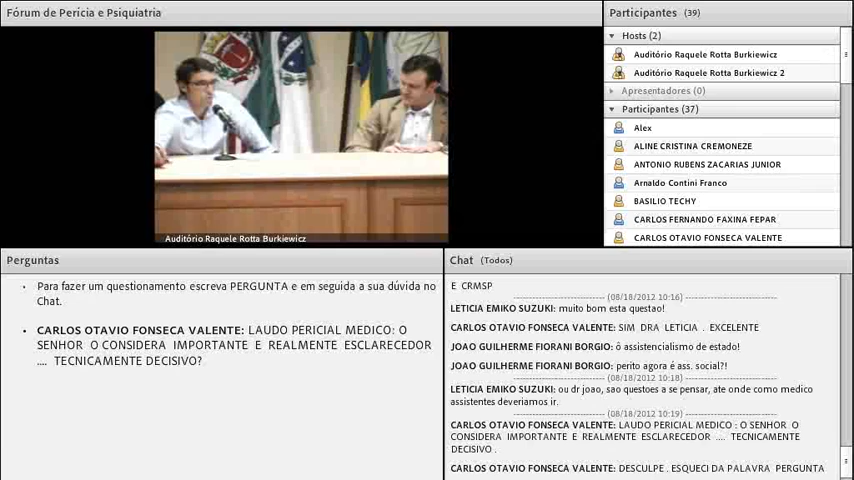 Fórum de Perícia e Psiquiatria
Auditório Raquele Rotta Burkiewicz
Participantes (39)
Hosts (2)
Auditório Raquele Rotta Burkiewicz
Auditório Raquele Rotta Burkiewicz 2
Apresentadores (0)
Participantes (37)
Alex
ALINE CRISTINA CREMONEZE
ANTONIO RUBENS ZACARIAS JUNIOR
Arnaldo Contini Franco
BASILIO TECHY
CARLOS FERNANDO FAXINA FEPAR
CARLOS OTAVIO FONSECA VALENTE
Perguntas
Para fazer um questionamento escreva PERGUNTA e em seguida a sua dúvida no
Chat.
CARLOS OTAVIO FONSECA VALENTE: LAUDO PERICIAL MEDICO: O
SENHOR O CONSIDERA IMPORTANTE E REALMENTE ESCLARECEDOR
.... TECNICAMENTE DECISIVO?
Chat (Todos)
E CRMSP
(08/18/2012 10:16)
LETICIA EMIKO SUZUKI: muito bom esta questao!
CARLOS OTAVIO FONSECA VALENTE: SIM DRA LETICIA . EXCELENTE
JOAO GUILHERME FIORANI BORGIO: ô assistencialismo de estado!
JOAO GUILHERME FIORANI BORGIO: perito agora é ass. social?!
(08/18/2012 10:18)
LETICIA EMIKO SUZUKI: ou dr joao, sao questoes a se pensar, ate onde como medico
assistentes deveriamos ir.
(08/18/2012 10:19)
CARLOS OTAVIO FONSECA VALENTE: LAUDO PERICIAL MEDICO : O SENHOR O
CONSIDERA IMPORTANTE E REALMENTE ESCLARECEDOR .... TECNICAMENTE
DECISIVO .
CARLOS OTAVIO FONSECA VALENTE: DESCULPE . ESQUECI DA PALAVRA PERGUNTA